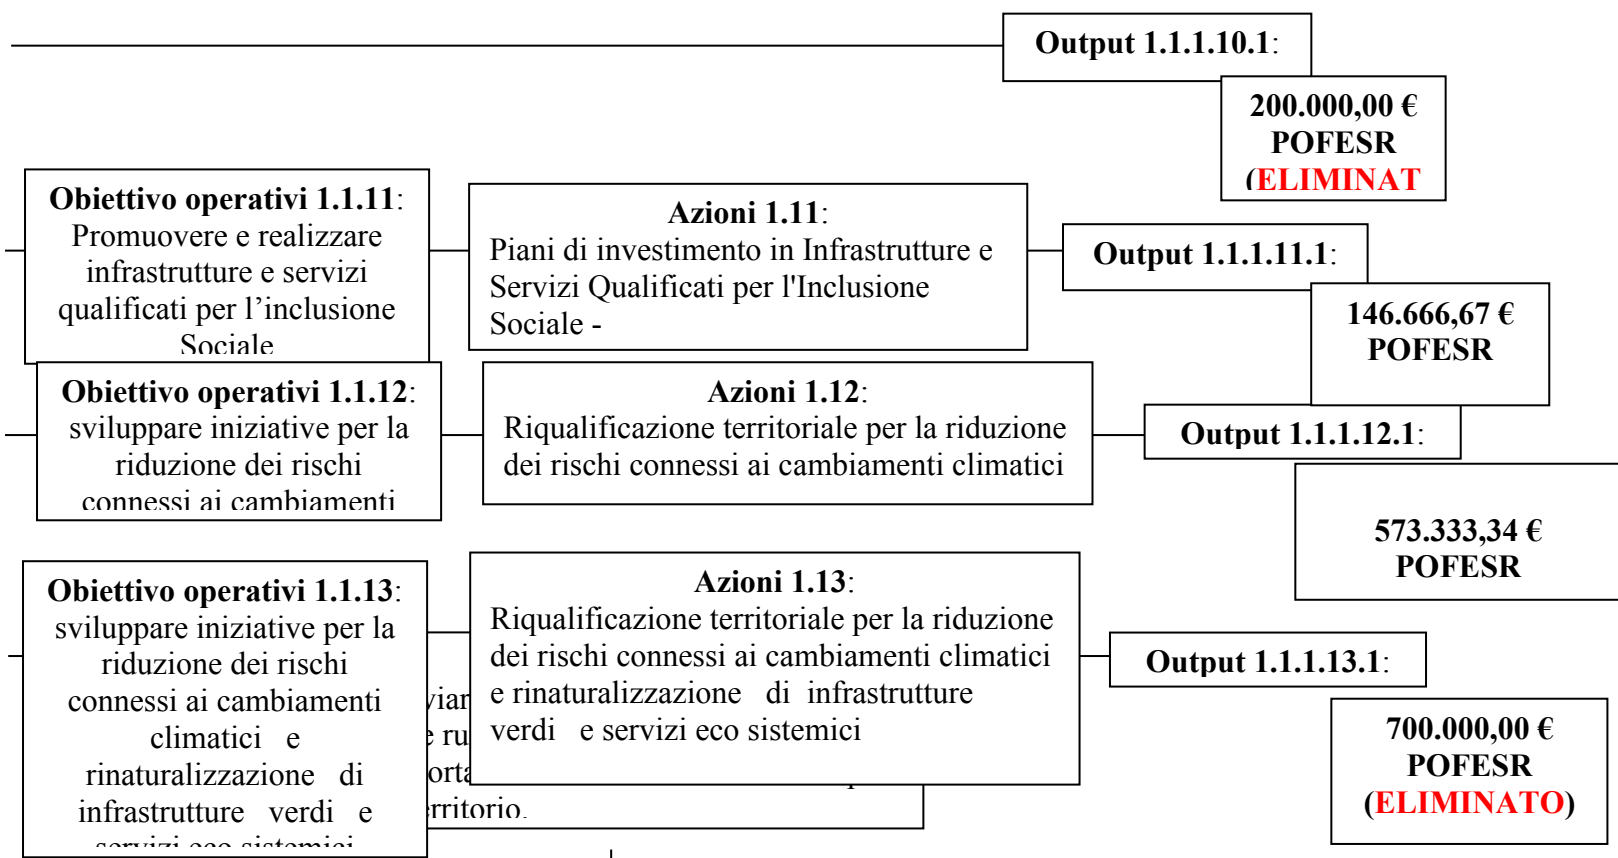 Output 1.1.1.10.1:
200.000,00 €
POFESR
(ELIMINAT
Obiettivo operativi 1.1.11:
Promuovere e realizzare
infrastrutture e servizi
qualificati per l’inclusione
Sociale
Azioni 1.11:
Piani di investimento in Infrastrutture e
Servizi Qualificati per l'Inclusione
Sociale -
Output 1.1.1.11.1:
146.666,67 €
POFESR
Obiettivo operativi 1.1.12:
sviluppare iniziative per la
riduzione dei rischi
connessi ai cambiamenti
Azioni 1.12:
Riqualificazione territoriale per la riduzione
dei rischi connessi ai cambiamenti climatici
Output 1.1.1.12.1:
573.333,34 €
POFESR
Obiettivo operativi 1.1.13:
sviluppare iniziative per la
riduzione dei rischi
connessi ai cambiamenti
climatici e
rinaturalizzazione di
infrastrutture verdi e
servizi eco sistemici
Azioni 1.13:
Riqualificazione territoriale per la riduzione
dei rischi connessi ai cambiamenti climatici
e rinaturalizzazione di infrastrutture
verdi e servizi eco sistemici
Output 1.1.1.13.1:
700.000,00 €
POFESR
(ELIMINATO)